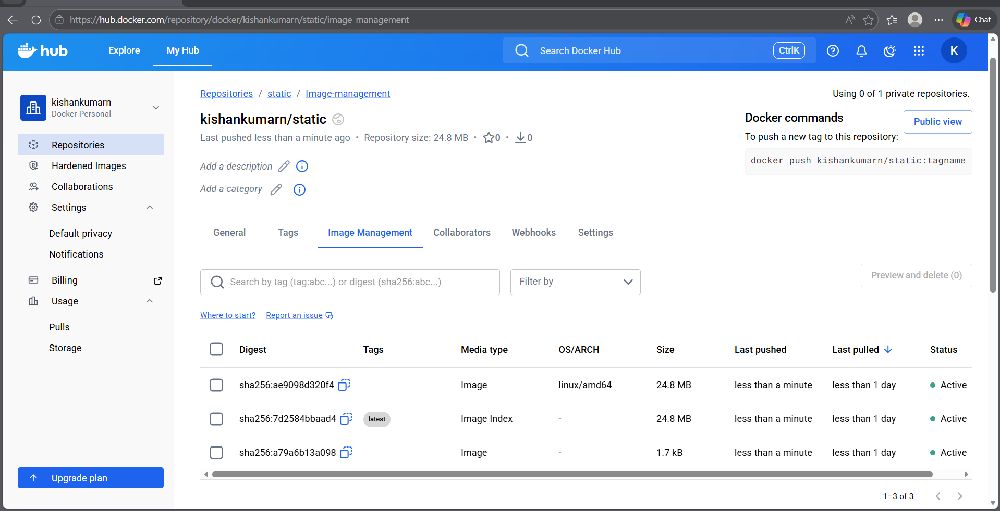 https://hub.docker.com/repository/docker/kishankumarn/static/image-management
Chat
hub
Explore
My Hub
Search Docker Hub
CtrlK
K
kishankumarn
Docker Personal
Repositories
Hardened Images
Collaborations
Settings
Default privacy
Notifications
Billing
Usage
Pulls
Storage
Upgrade plan
Repositories / static / Image-management
Using 0 of 1 private repositories.
kishankumarn/static
Last pushed less than a minute ago • Repository size: 24.8 MB • 0 • 0
Add a description
Add a category
Docker commands
Public view
To push a new tag to this repository:
docker push kishankumarn/static:tagname
General Tags Image Management Collaborators Webhooks Settings
Search by tag (tag:abc...) or digest (sha256:abc...)
Filter by
Preview and delete (0)
Where to start? Report an issue
Digest Tags Media type OS/ARCH Size Last pushed Last pulled Status
sha256:ae9098d320f4 Image linux/amd64 24.8 MB less than a minute less than 1 day Active
sha256:7d2584bbaad4 latest Image Index - 24.8 MB less than a minute less than 1 day Active
sha256:a79a6b13a098 Image - 1.7 kB less than a minute less than 1 day Active
1–3 of 3